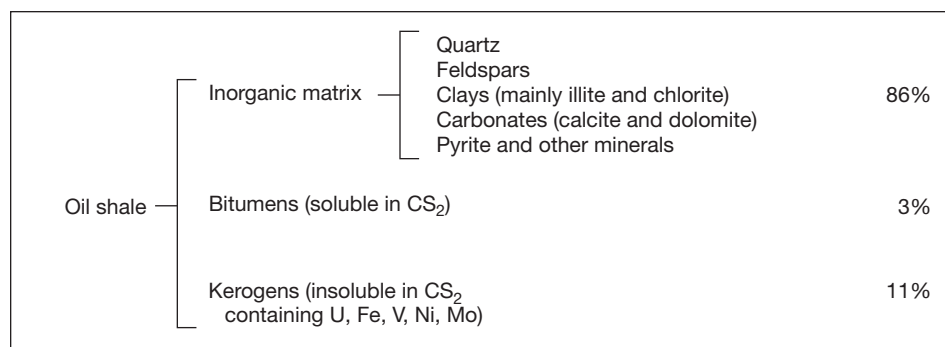 Quartz
Feldspars
Inorganic matrix
Clays (mainly illite and chlorite)
86%
Carbonates (calcite and dolomite)
Pyrite and other minerals
Oil shale
Bitumens (soluble in CS₂)
3%
Kerogens (insoluble in CS₂
containing U, Fe, V, Ni, Mo)
11%